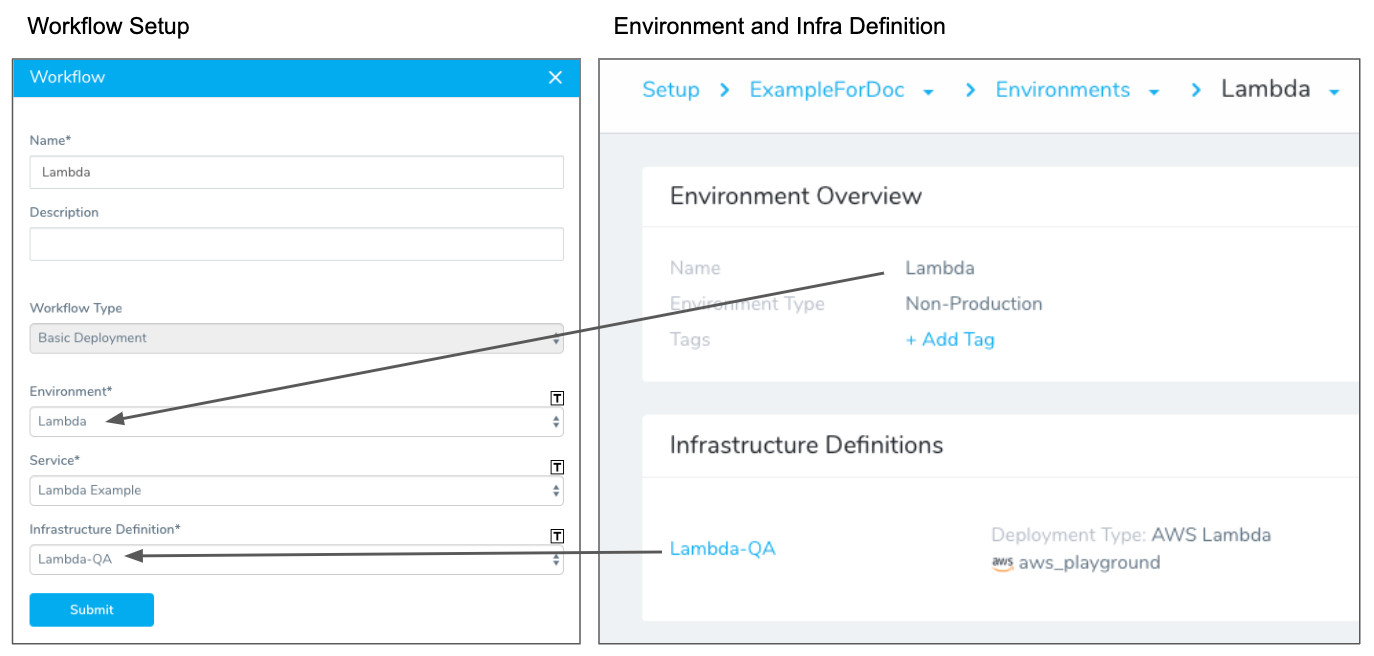 Workflow Setup
Environment and Infra Definition
Workflow
Name*
Lambda
Description
Workflow Type
Basic Deployment
Environment*
T
Lambda
Service*
T
Lambda Example
Infrastructure Definition*
T
Lambda-QA
Submit
Setup > ExampleForDoc > Environments > Lambda
Environment Overview
Name Lambda
Environment Type Non-Production
Tags + Add Tag
Infrastructure Definitions
Lambda-QA Deployment Type: AWS Lambda
aws aws_playground